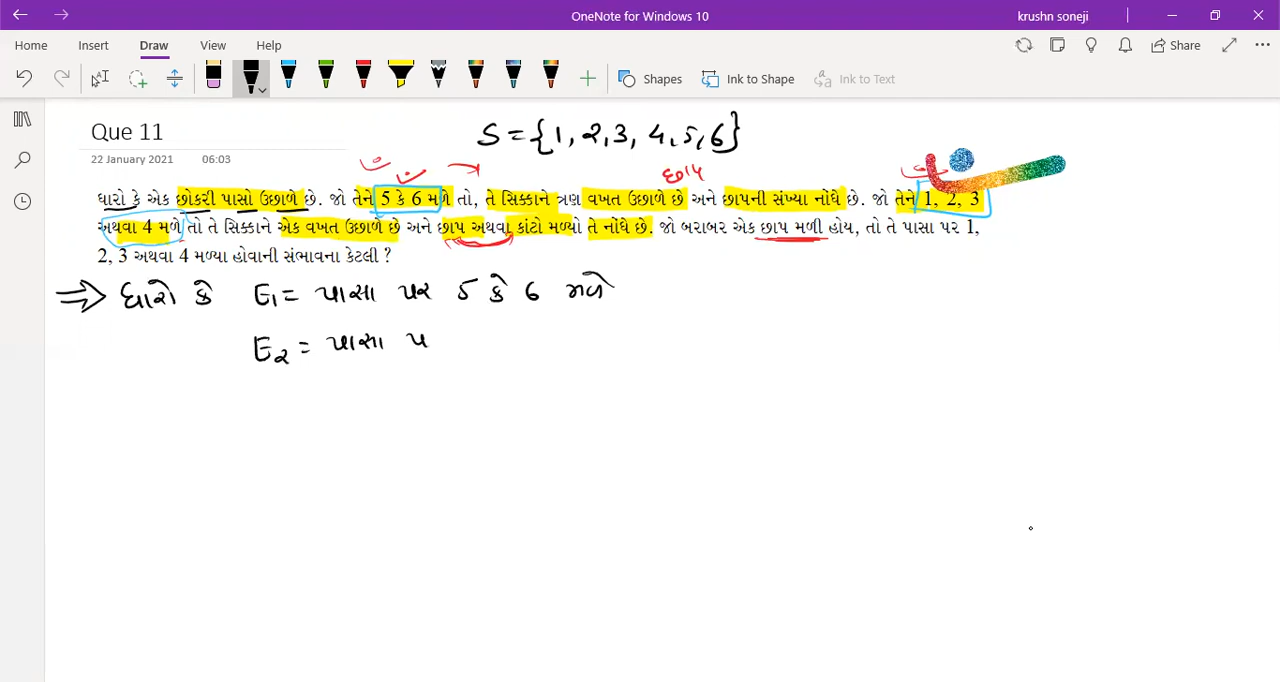 OneNote for Windows 10
krushn soneji
Home Insert Draw View Help
Share
Shapes
Ink to Shape
Ink to Text
Que 11
S = {1, 2, 3, 4, 5, 6}
22 January 2021 06:03
છાપ
ધારો કે એક છોકરી પાસો ઉછાળે છે. જો તેને 5 કે 6 મળે તો, તે સિક્કાને ત્રણ વખત ઉછાળે છે અને છાપની સંખ્યા નોંધે છે. જો તેને 1, 2, 3
અથવા 4 મળે તો તે સિક્કાને એક વખત ઉછાળે છે અને છાપ અથવા કાંટો મળ્યો તે નોંધે છે. જો બરાબર એક છાપ મળી હોય, તો તે પાસા પર 1,
2, 3 અથવા 4 મળ્યા હોવાની સંભાવના કેટલી ?
⇒ ધારો કે E1 = પાસા પર 5 કે 6 મળે
E2 = પાસા પ